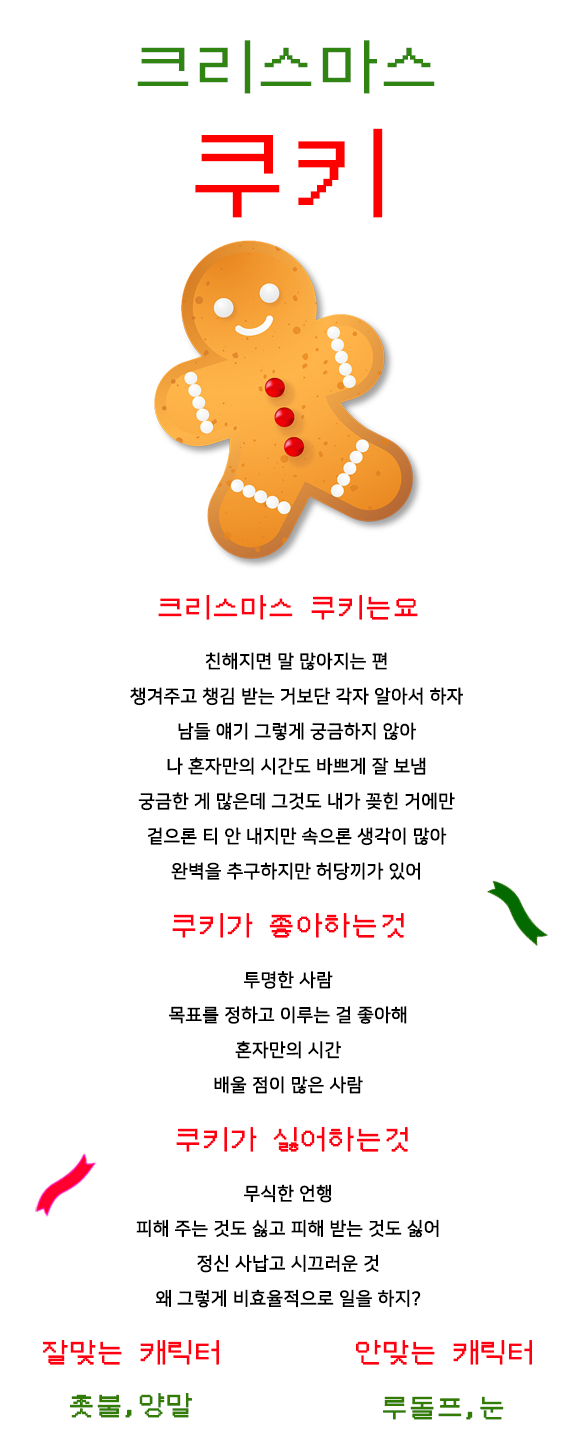 크리스마스
쿠키
크리스마스 쿠키는요
친해지면 말 많아지는 편
챙겨주고 챙김 받는 거보단 각자 알아서 하자
남들 얘기 그렇게 궁금하지 않아
나 혼자만의 시간도 바쁘게 잘 보냄
궁금한 게 많은데 그것도 내가 꽂힌 거에만
겉으론 티 안 내지만 속으론 생각이 많아
완벽을 추구하지만 허당끼가 있어
쿠키가 좋아하는것
투명한 사람
목표를 정하고 이루는 걸 좋아해
혼자만의 시간
배울 점이 많은 사람
쿠키가 싫어하는것
무식한 언행
피해 주는 것도 싫고 피해 받는 것도 싫어
정신 사납고 시끄러운 것
왜 그렇게 비효율적으로 일을 하지?
잘맞는 캐릭터 안맞는 캐릭터
촛불,양말 루돌프,눈